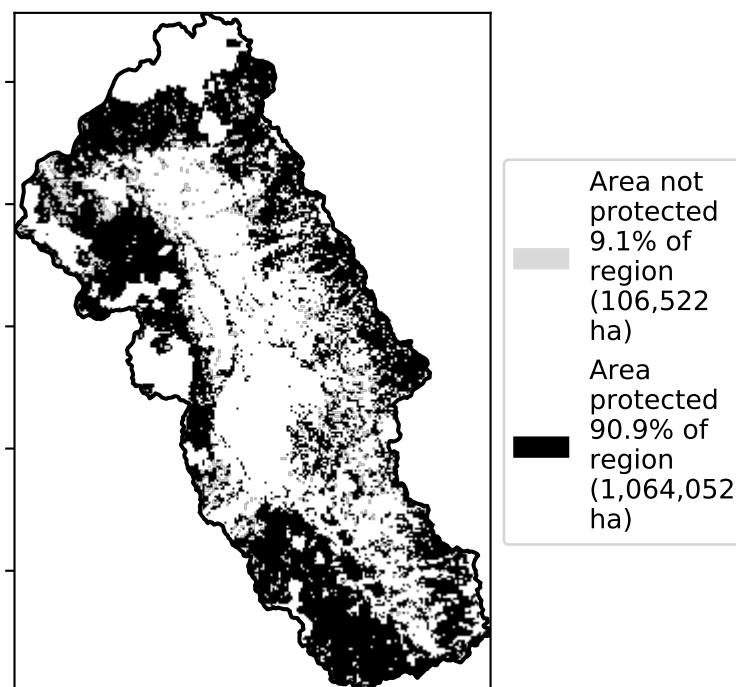 Area not
protected
9.1% of
region
(106,522
ha)
Area
protected
90.9% of
region
(1,064,052
ha)